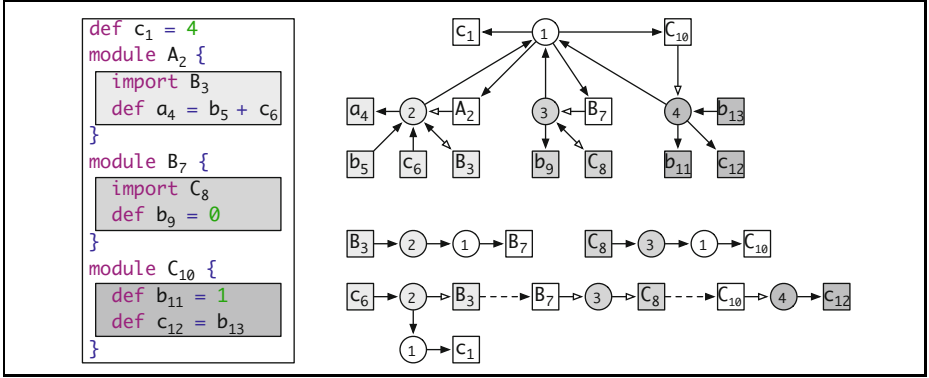 def c₁ = 4
module A₂ {
import B₃
def a₄ = b₅ + c₆
}
module B₇ {
import C₈
def b₉ = 0
}
module C₁₀ {
def b₁₁ = 1
def c₁₂ = b₁₃
}
c₁ 1 C₁₀
a₄ 2 A₂ 3 B₇ 4 b₁₃
b₅ c₆ B₃ b₉ C₈ b₁₁ c₁₂
B₃ 2 1 B₇ C₈ 3 1 C₁₀
c₆ 2 B₃ B₇ 3 C₈ C₁₀ 4 c₁₂
1 c₁